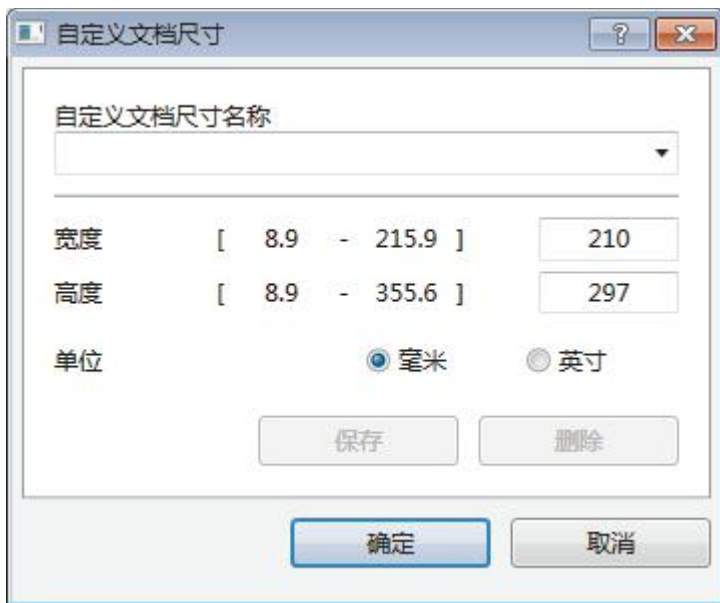 自定义文档尺寸
自定义文档尺寸名称
宽度 [ 8.9 - 215.9 ] 210
高度 [ 8.9 - 355.6 ] 297
单位 毫米 英寸
保存 删除
确定 取消